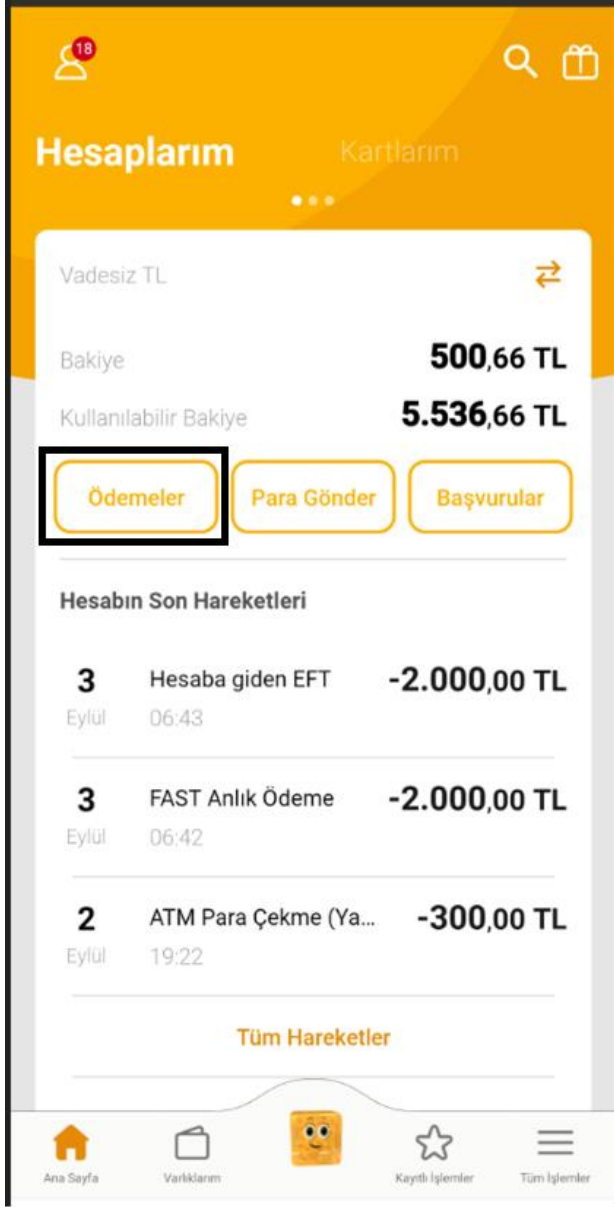 18
Hesaplarım Kartlarım
Vadesiz TL
Bakiye 500,66 TL
Kullanılabilir Bakiye 5.536,66 TL
Ödemeler Para Gönder Başvurular
Hesabın Son Hareketleri
3 Hesaba giden EFT -2.000,00 TL
Eylül 06:43
3 FAST Anlık Ödeme -2.000,00 TL
Eylül 06:42
2 ATM Para Çekme (Ya... -300,00 TL
Eylül 19:22
Tüm Hareketler
Ana Sayfa Varlıklarım Kayıtlı İşlemler Tüm İşlemler